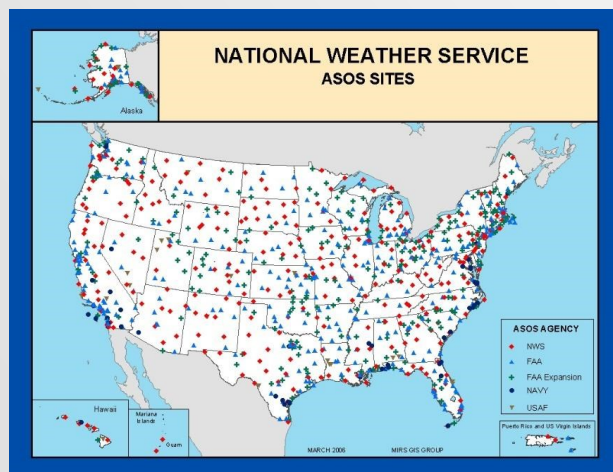 NATIONAL WEATHER SERVICE
ASOS SITES
Alaska
ASOS AGENCY
NWS
FAA
FAA Expansion
NAVY
USAF
Hawaii
Mariana
Islands
Guam
MARCH 2006
MIRS GIS GROUP
Puerto Rico and US Virgin Islands